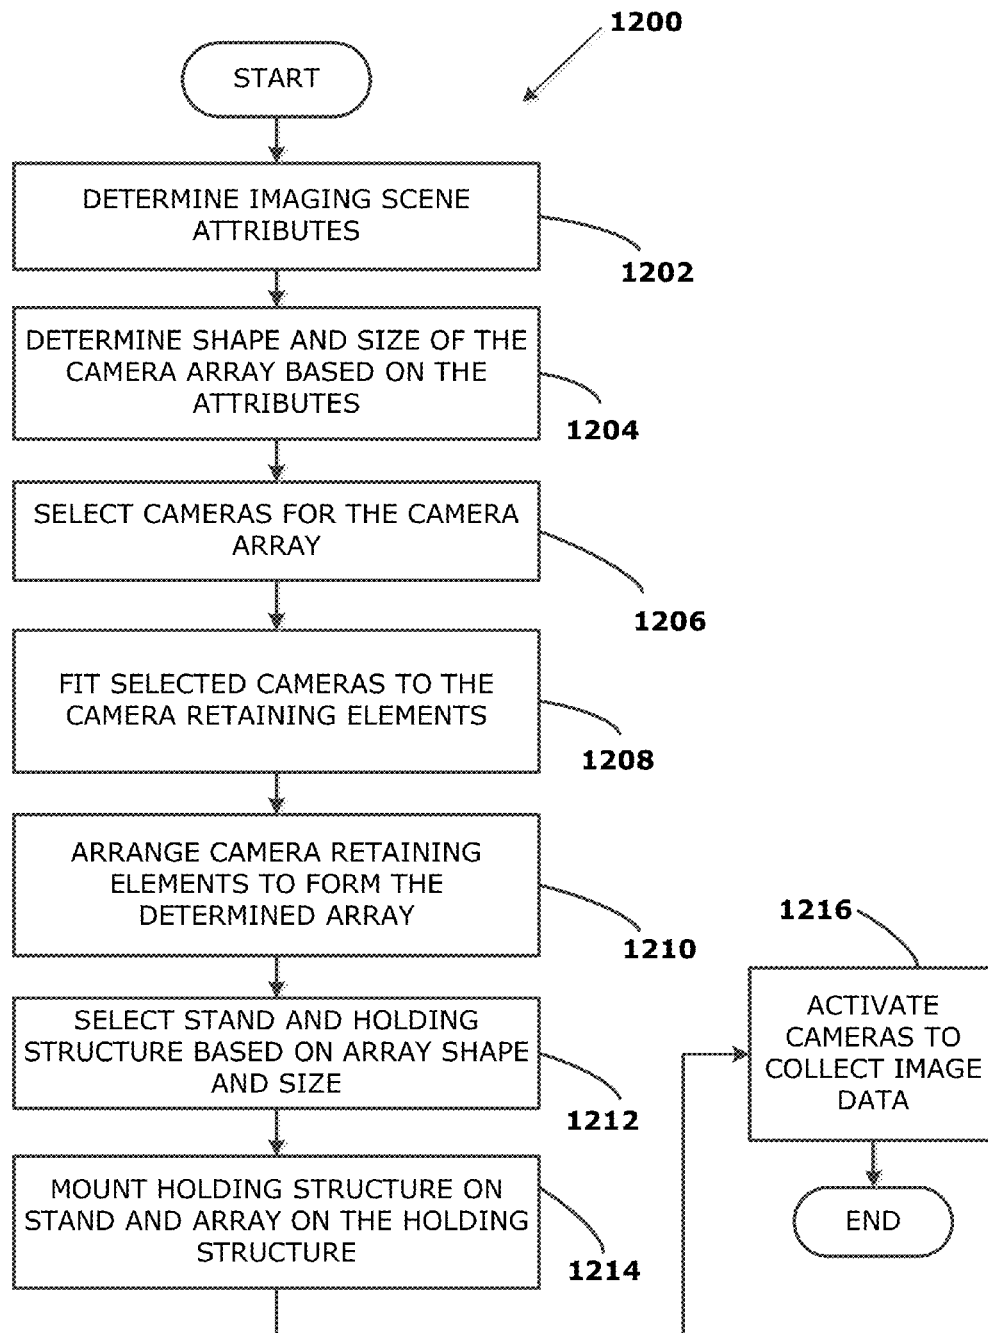 1200
START
DETERMINE IMAGING SCENE
ATTRIBUTES
1202
DETERMINE SHAPE AND SIZE OF THE
CAMERA ARRAY BASED ON THE
ATTRIBUTES
1204
SELECT CAMERAS FOR THE CAMERA
ARRAY
1206
FIT SELECTED CAMERAS TO THE
CAMERA RETAINING ELEMENTS
1208
ARRANGE CAMERA RETAINING
ELEMENTS TO FORM THE
DETERMINED ARRAY
1210
SELECT STAND AND HOLDING
STRUCTURE BASED ON ARRAY SHAPE
AND SIZE
1212
MOUNT HOLDING STRUCTURE ON
STAND AND ARRAY ON THE HOLDING
STRUCTURE
1214
1216
ACTIVATE
CAMERAS TO
COLLECT IMAGE
DATA
END